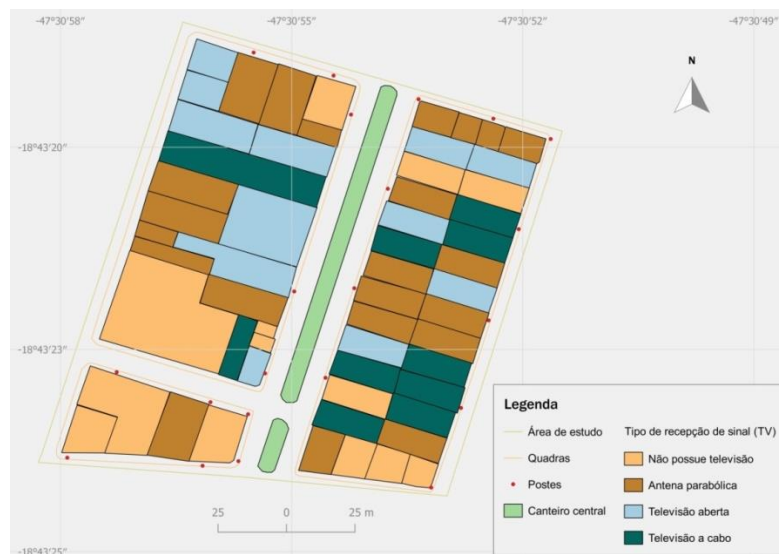 -47°30'58" -47°30'55" -47°30'52" -47°30'49"
N
-18°43'20"
-18°43'23"
-18°43'25"
25 0 25 m
Legenda
Área de estudo
Quadras
Postes
Canteiro central
Tipo de recepção de sinal (TV)
Não possue televisão
Antena parabólica
Televisão aberta
Televisão a cabo